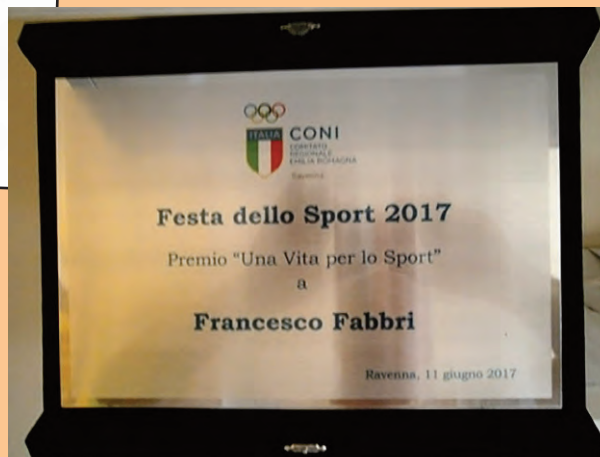 ITALIA
CONI
COMITATO
REGIONALE
EMILIA ROMAGNA
Ravenna
Festa dello Sport 2017
Premio “Una Vita per lo Sport”
a
Francesco Fabbri
Ravenna, 11 giugno 2017